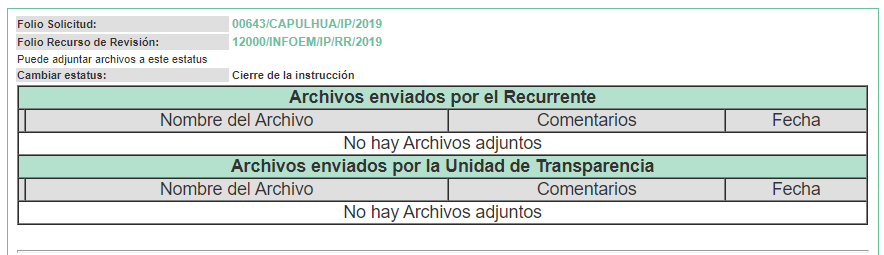 Folio Solicitud: 00643/CAPULHUA/IP/2019
Folio Recurso de Revisión: 12000/INFOEM/IP/RR/2019
Puede adjuntar archivos a este estatus
Cambiar estatus: Cierre de la instrucción
Archivos enviados por el Recurrente
Nombre del Archivo Comentarios Fecha
No hay Archivos adjuntos
Archivos enviados por la Unidad de Transparencia
Nombre del Archivo Comentarios Fecha
No hay Archivos adjuntos